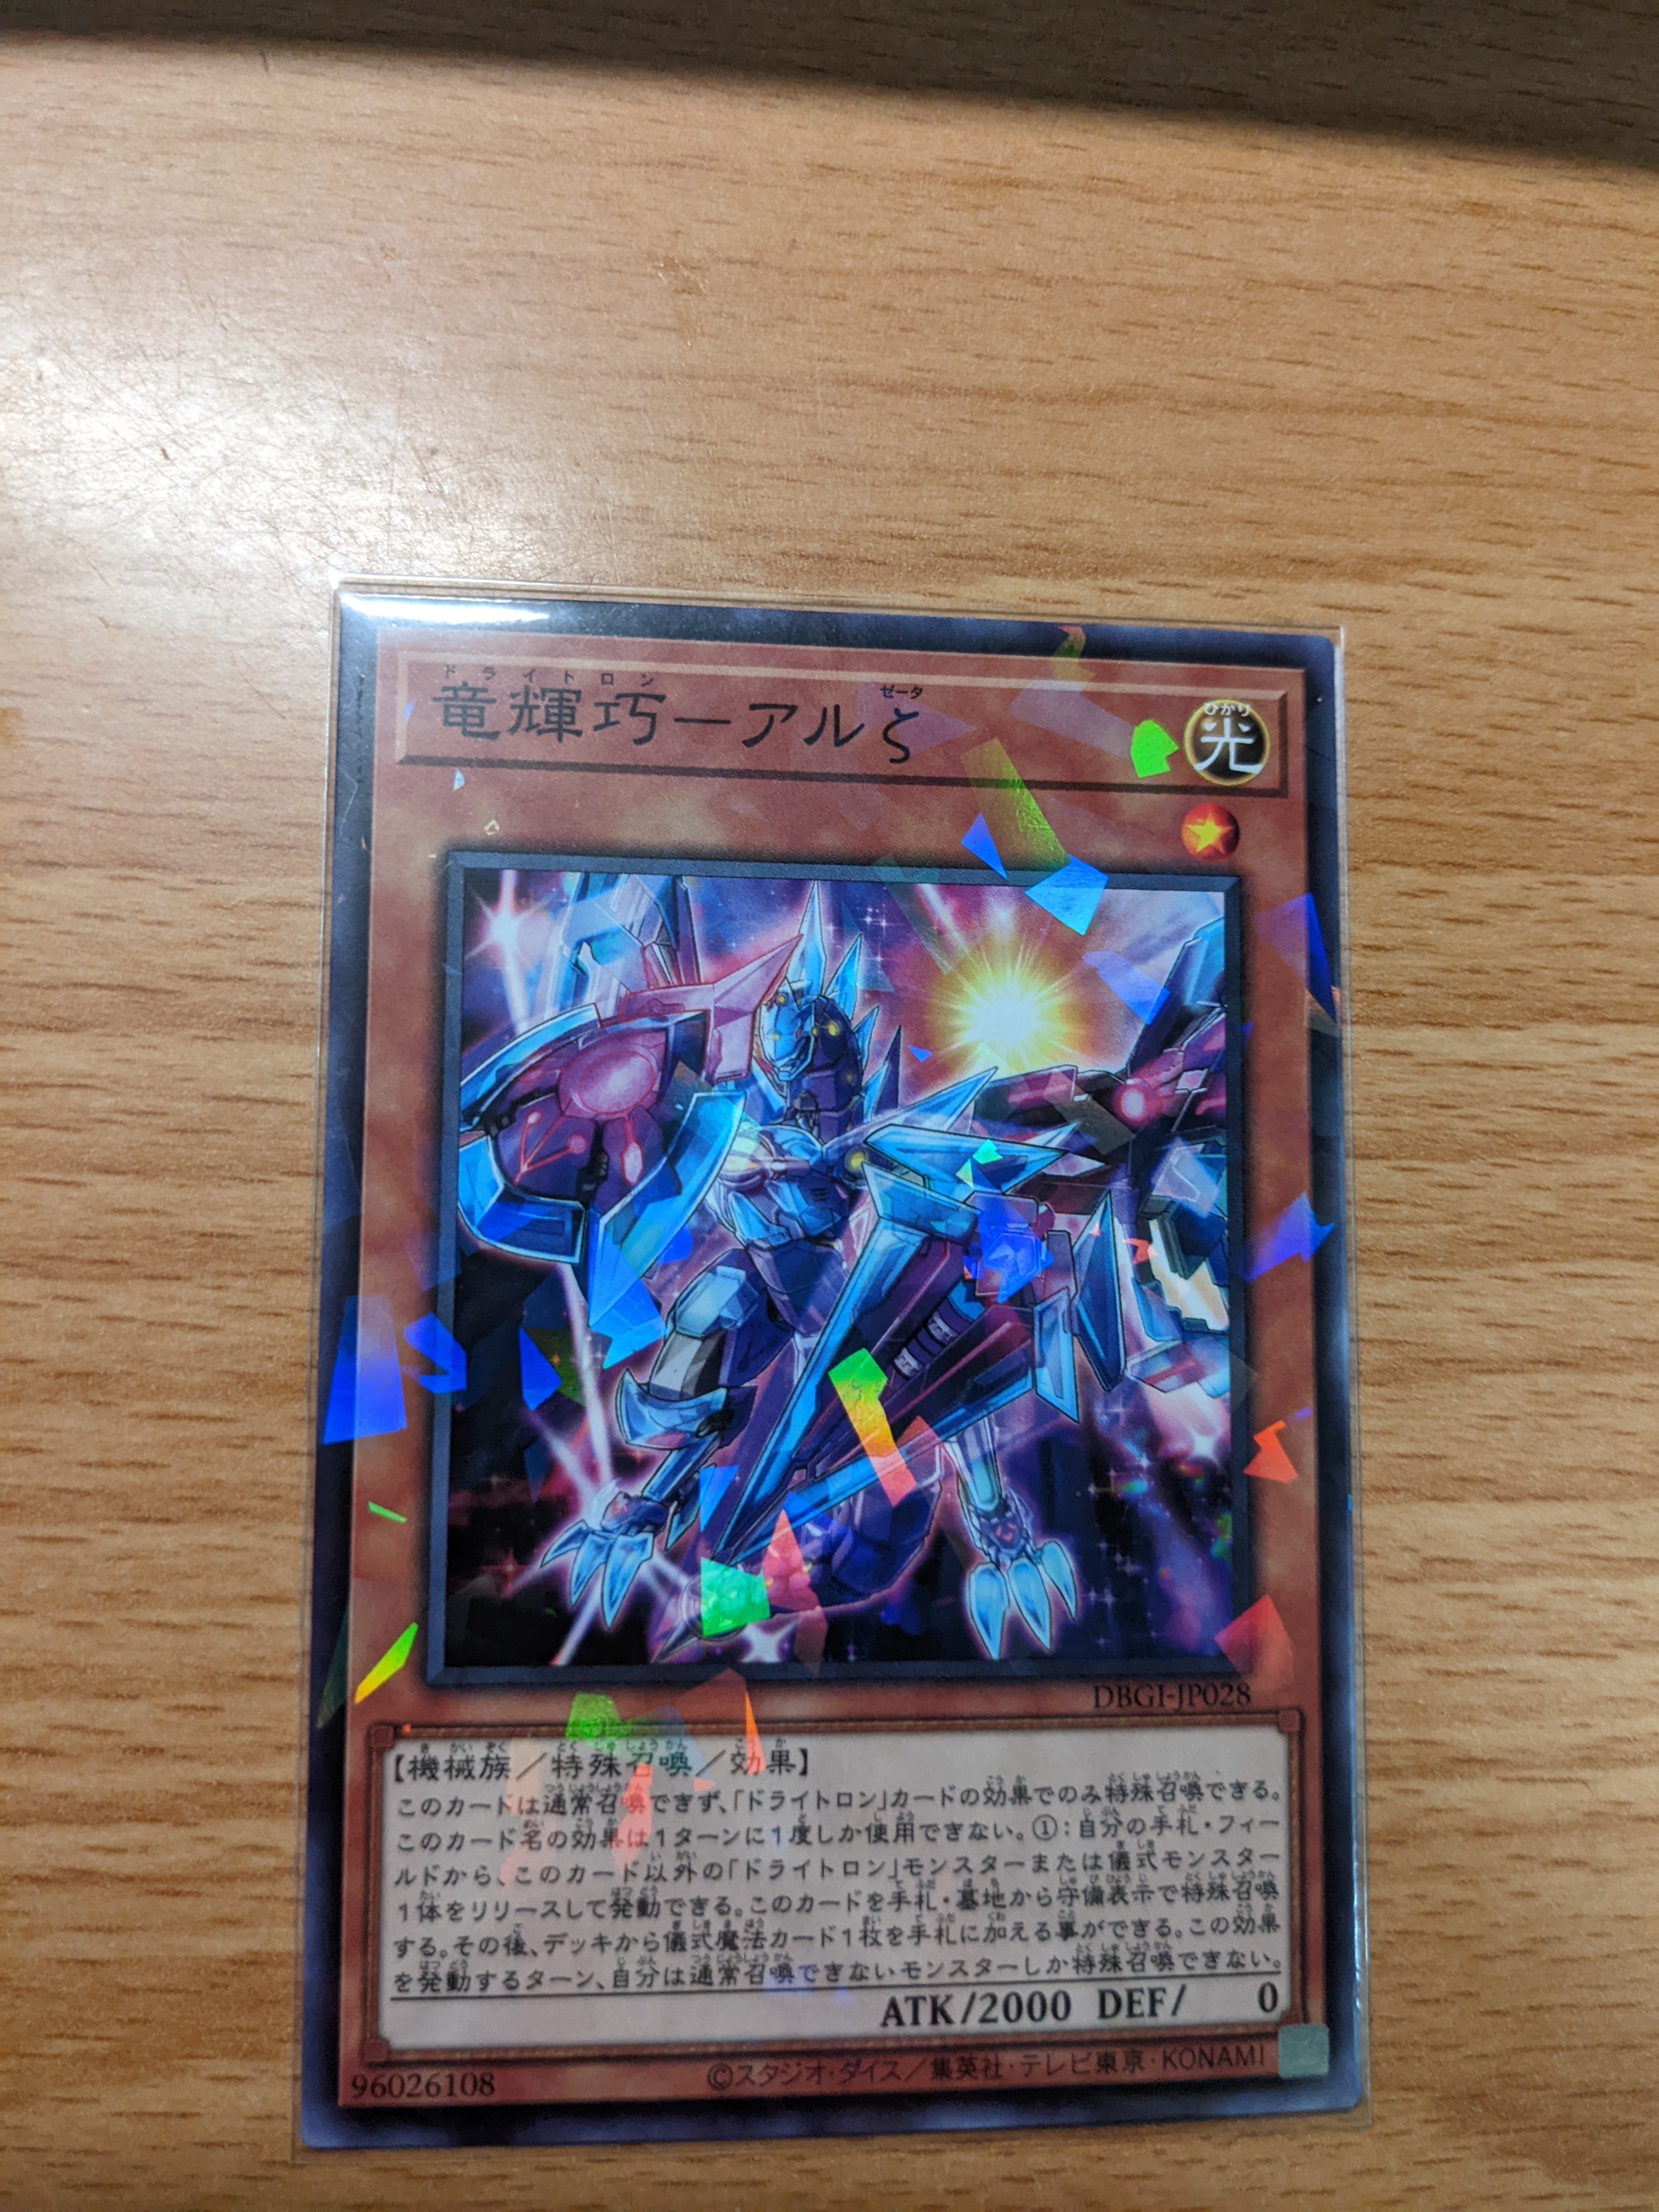 ドライトロン ゼータ
竜輝巧－アルζ
ひかり
光
DBGI-JP028
【機械族／特殊召喚／効果】
このカードは通常召喚できず、「ドライトロン」カードの効果でのみ特殊召喚できる。
このカード名の効果は１ターンに１度しか使用できない。①：自分の手札・フィー
ルドから、このカード以外の「ドライトロン」モンスターまたは儀式モンスター
１体をリリースして発動できる。このカードを手札・墓地から守備表示で特殊召喚
する。その後、デッキから儀式魔法カード１枚を手札に加える事ができる。この効果
を発動するターン、自分は通常召喚できないモンスターしか特殊召喚できない。
ATK/2000 DEF/ 0
96026108 ©スタジオ・ダイス／集英社・テレビ東京・KONAMI